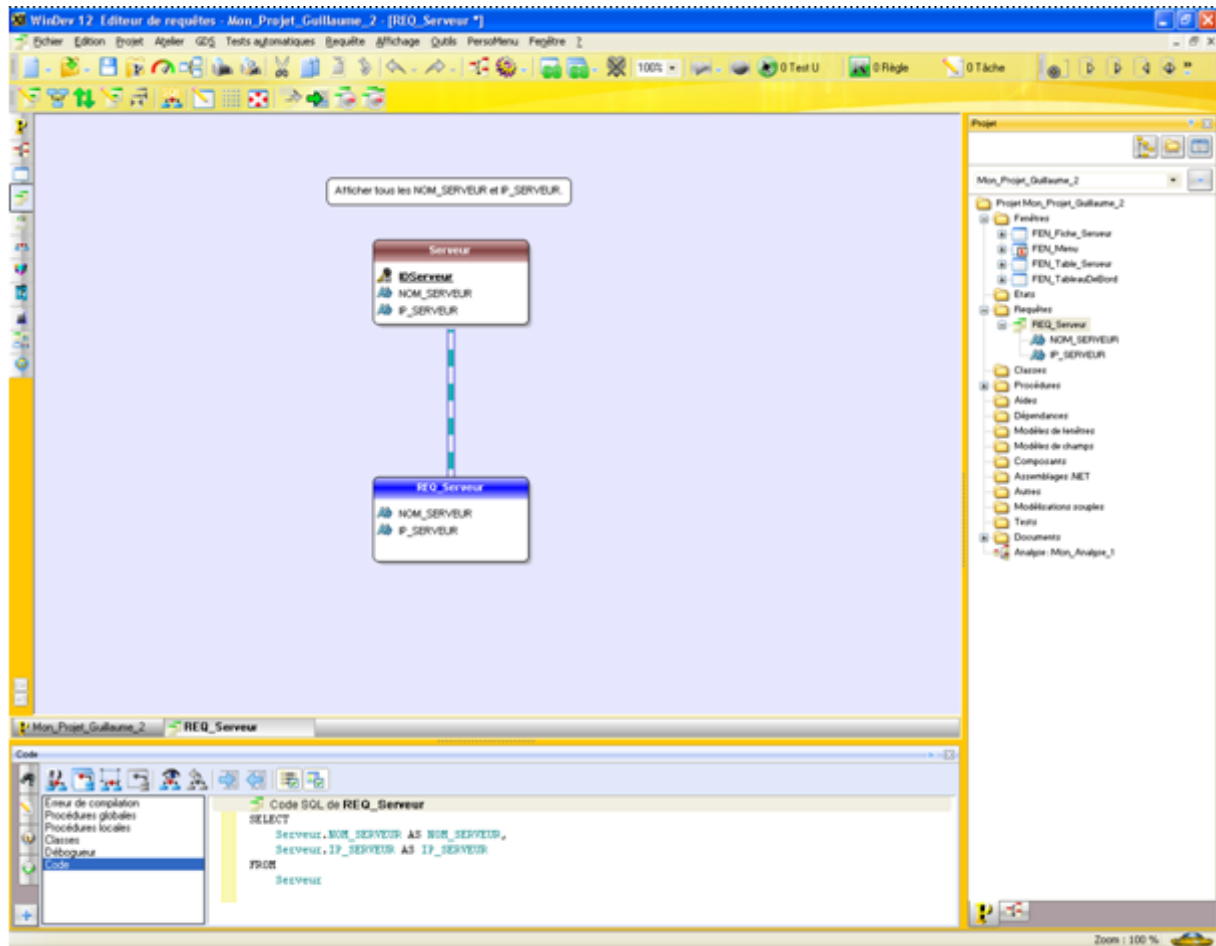 WinDev 12 Editeur de requêtes - Mon_Projet_Guillaume_2 - [REQ_Serveur *]
Fichier Edition Projet Atelier GDS Tests automatiques Requête Affichage Outils PersoMenu Fenêtre ?
100% 0 Test U 0 Règle 0 Tâche
Afficher tous les NOM_SERVEUR et IP_SERVEUR.
Serveur
IDServeur
NOM_SERVEUR
IP_SERVEUR
REQ_Serveur
NOM_SERVEUR
IP_SERVEUR
Projet
Mon_Projet_Guillaume_2
Projet Mon_Projet_Guillaume_2
Fenêtres
FEN_Fiche_Serveur
FEN_Menu
FEN_Table_Serveur
FEN_TableauDeBord
Etats
Requêtes
REQ_Serveur
NOM_SERVEUR
IP_SERVEUR
Classes
Procédures
Aides
Dépendances
Modèles de fenêtres
Modèles de champs
Composants
Assemblages .NET
Autres
Modélisations souples
Tests
Documents
Analyse : Mon_Analyse_1
Mon_Projet_Guillaume_2 REQ_Serveur
Code
Erreur de compilation
Procédures globales
Procédures locales
Classes
Débogueur
Code
Code SQL de REQ_Serveur
SELECT
Serveur.NOM_SERVEUR AS NOM_SERVEUR,
Serveur.IP_SERVEUR AS IP_SERVEUR
FROM
Serveur
Zoom : 100 %